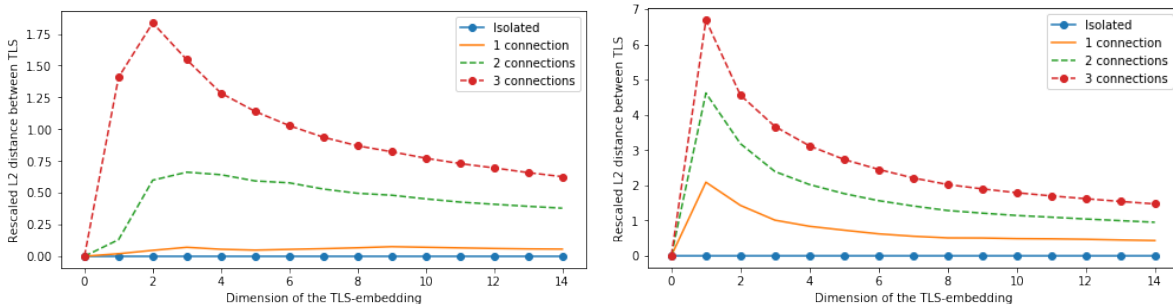 Rescaled L2 distance between TLS
1.75
1.50
1.25
1.00
0.75
0.50
0.25
0.00
Isolated
1 connection
2 connections
3 connections
0 2 4 6 8 10 12 14
Dimension of the TLS-embedding
Rescaled L2 distance between TLS
7
6
5
4
3
2
1
0
Isolated
1 connection
2 connections
3 connections
0 2 4 6 8 10 12 14
Dimension of the TLS-embedding